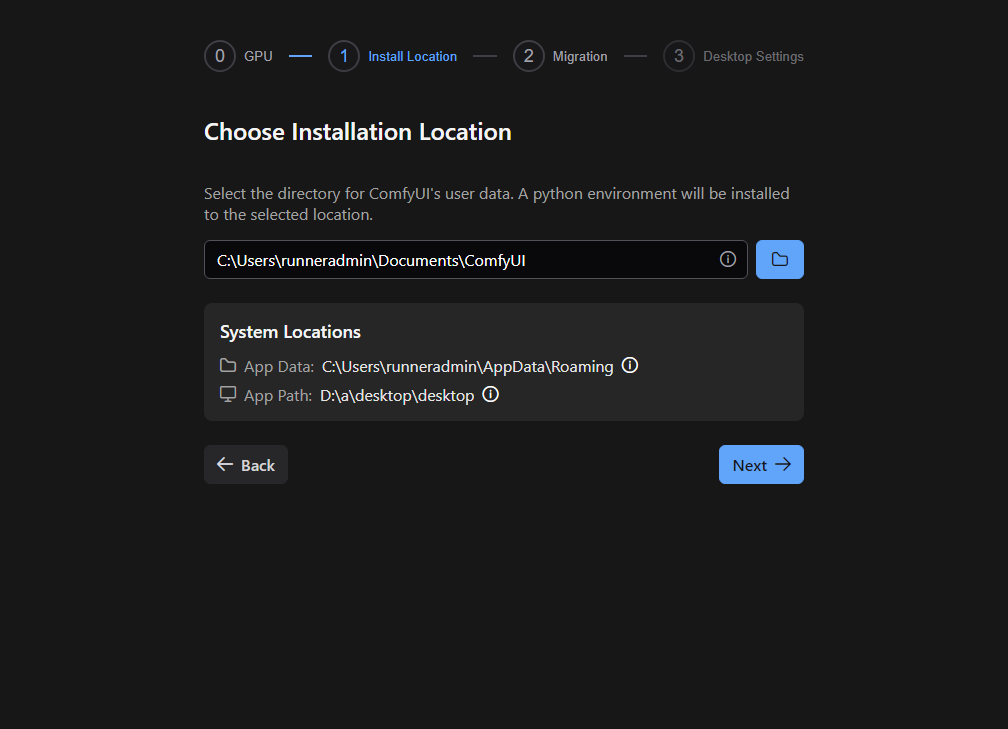 0 GPU 1 Install Location 2 Migration 3 Desktop Settings
Choose Installation Location
Select the directory for ComfyUI's user data. A python environment will be installed
to the selected location.
C:\Users\runneradmin\Documents\ComfyUI
System Locations
App Data: C:\Users\runneradmin\AppData\Roaming
App Path: D:\a\desktop\desktop
Back Next